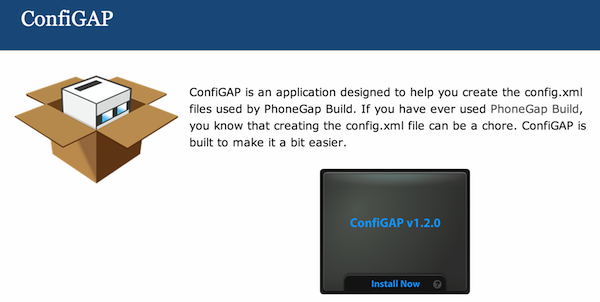 ConfiGAP
ConfiGAP is an application designed to help you create the config.xml
files used by PhoneGap Build. If you have ever used PhoneGap Build,
you know that creating the config.xml file can be a chore. ConfiGAP is
built to make it a bit easier.
ConfiGAP v1.2.0
Install Now ?